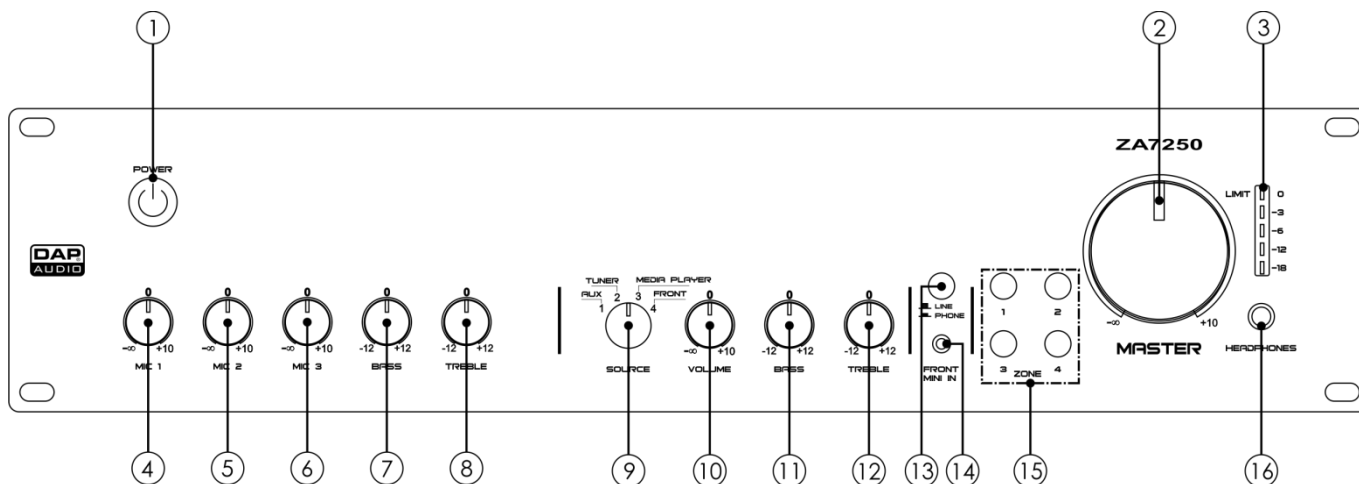 1 2 3
ZA7250
POWER
LIMIT 0
-3
-6
-12
-18
DAP®
AUDIO
TUNER MEDIA PLAYER
AUX 1 2 3 4 FRONT
LINE
PHONE
0 0 0 0 0 0 0 0
-∞ +10 -∞ +10 -∞ +10 -12 +12 -12 +12 -∞ +10 -12 +12 -12 +12
MIC 1 MIC 2 MIC 3 BASS TREBLE SOURCE VOLUME BASS TREBLE
FRONT
MINI IN
1 2
3 4
ZONE
-∞ +10
MASTER
HEADPHONES
4 5 6 7 8 9 10 11 12 13 14 15 16